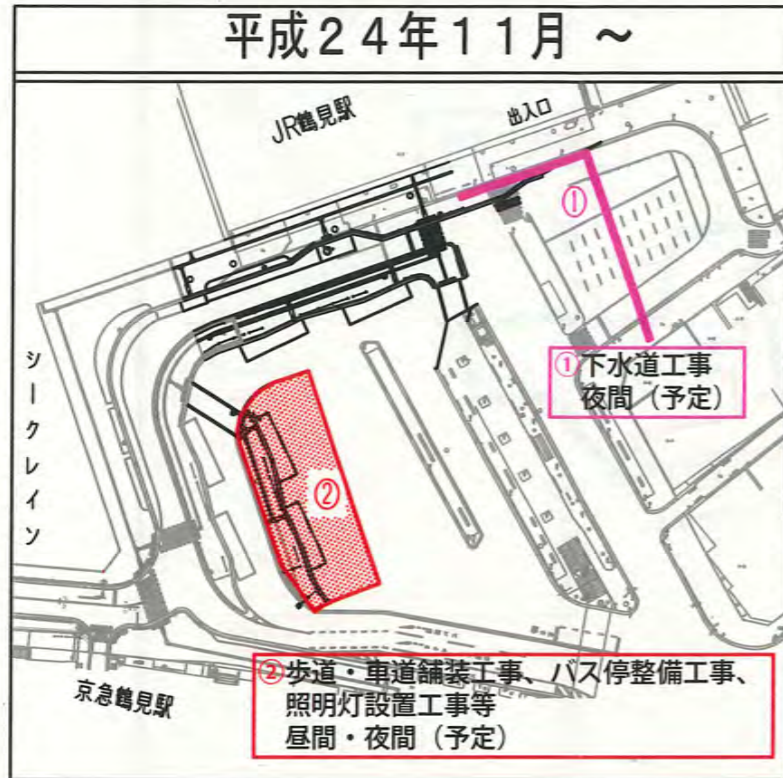 平成24年11月 ～
JR鶴見駅
出入口
①
①下水道工事
夜間（予定）
シークレイン
②
②歩道・車道舗装工事、バス停整備工事、
照明灯設置工事等
昼間・夜間（予定）
京急鶴見駅